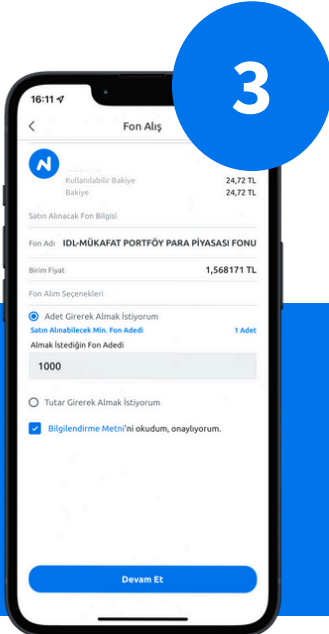 3
16:11
Fon Alış
Kullanılabilir Bakiye 24,72 TL
Bakiye 24,72 TL
Satın Alınacak Fon Bilgisi
Fon Adı IDL-MÜKAFAT PORTFÖY PARA PİYASASI FONU
Birim Fiyat 1,568171 TL
Fon Alım Seçenekleri
Adet Girerek Almak İstiyorum
Satın Alınabilecek Min. Fon Adedi 1 Adet
Almak İstediğin Fon Adedi
1000
Tutar Girerek Almak İstiyorum
Bilgilendirme Metni'ni okudum, onaylıyorum.
Devam Et